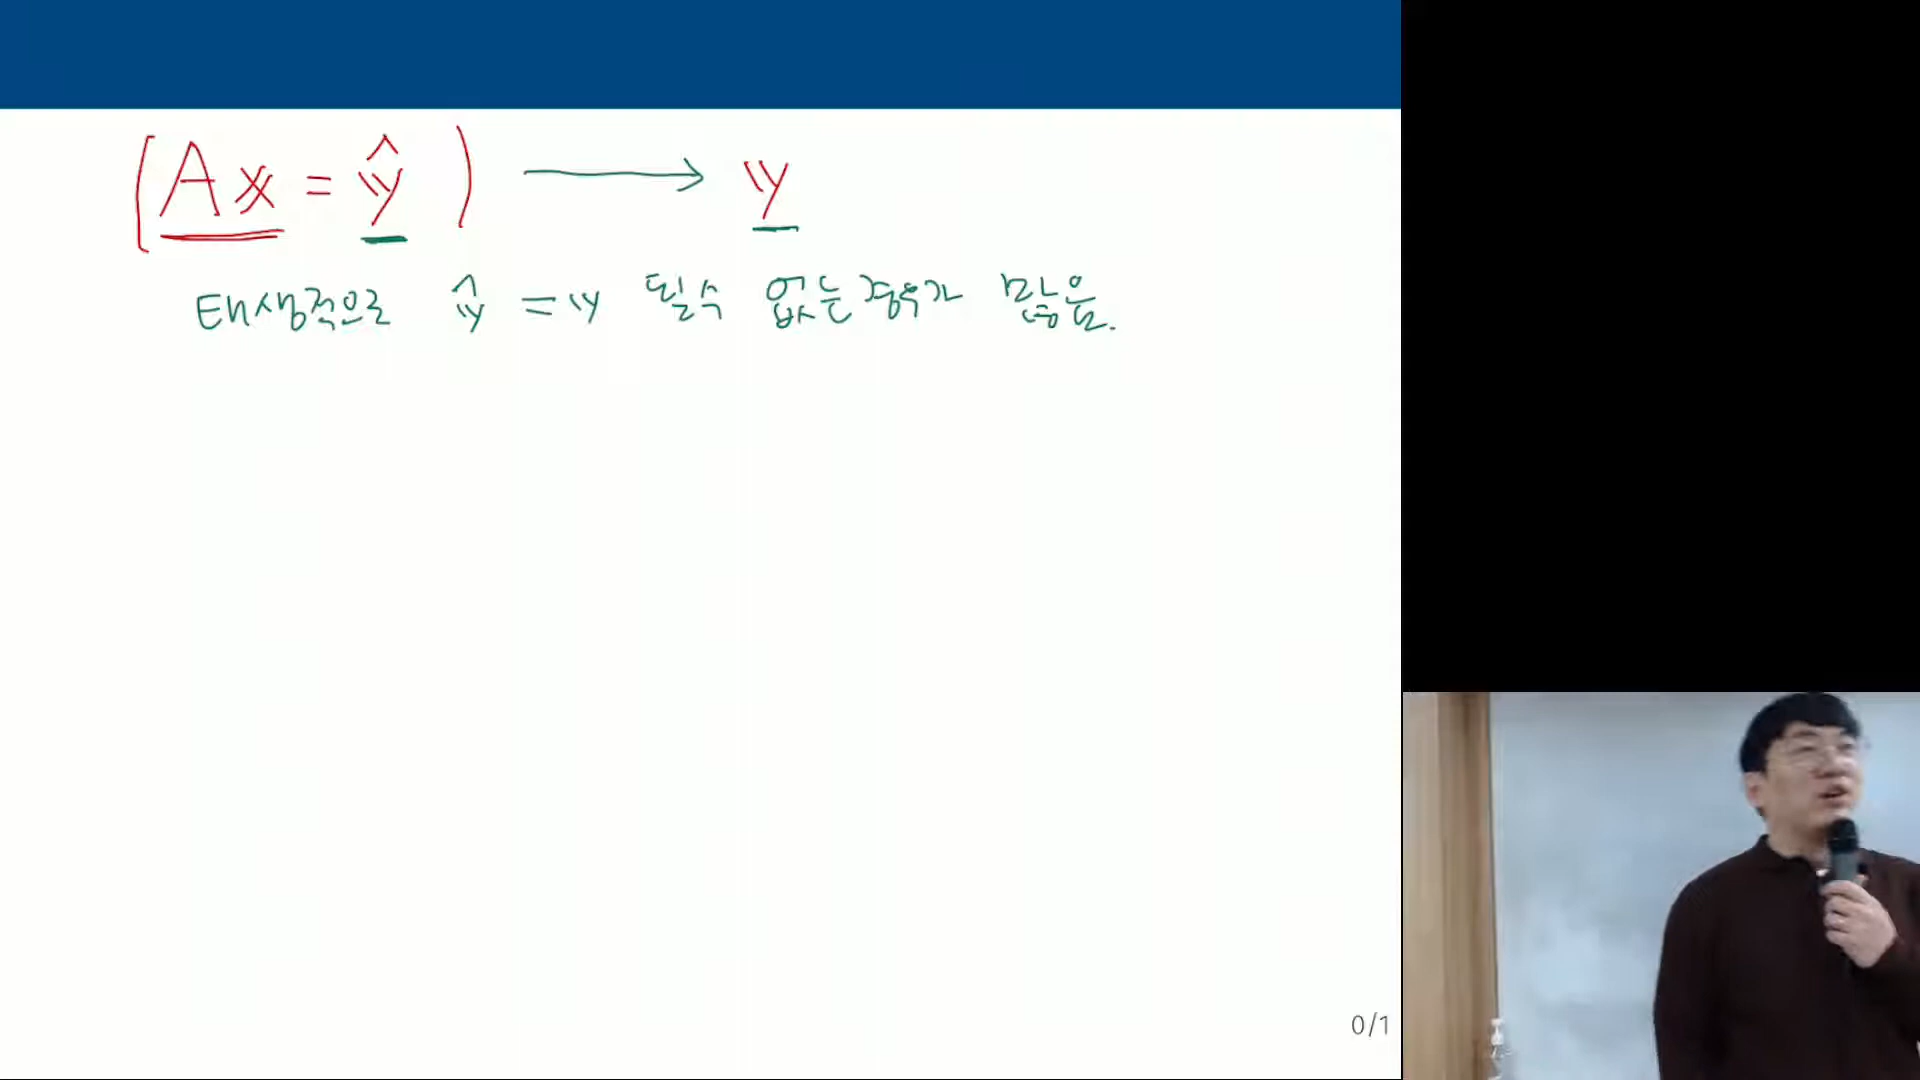 (Ax = ŷ ) ⟶ y
태생적으로 ŷ = y 될수 없는경우가 많음.
0/1